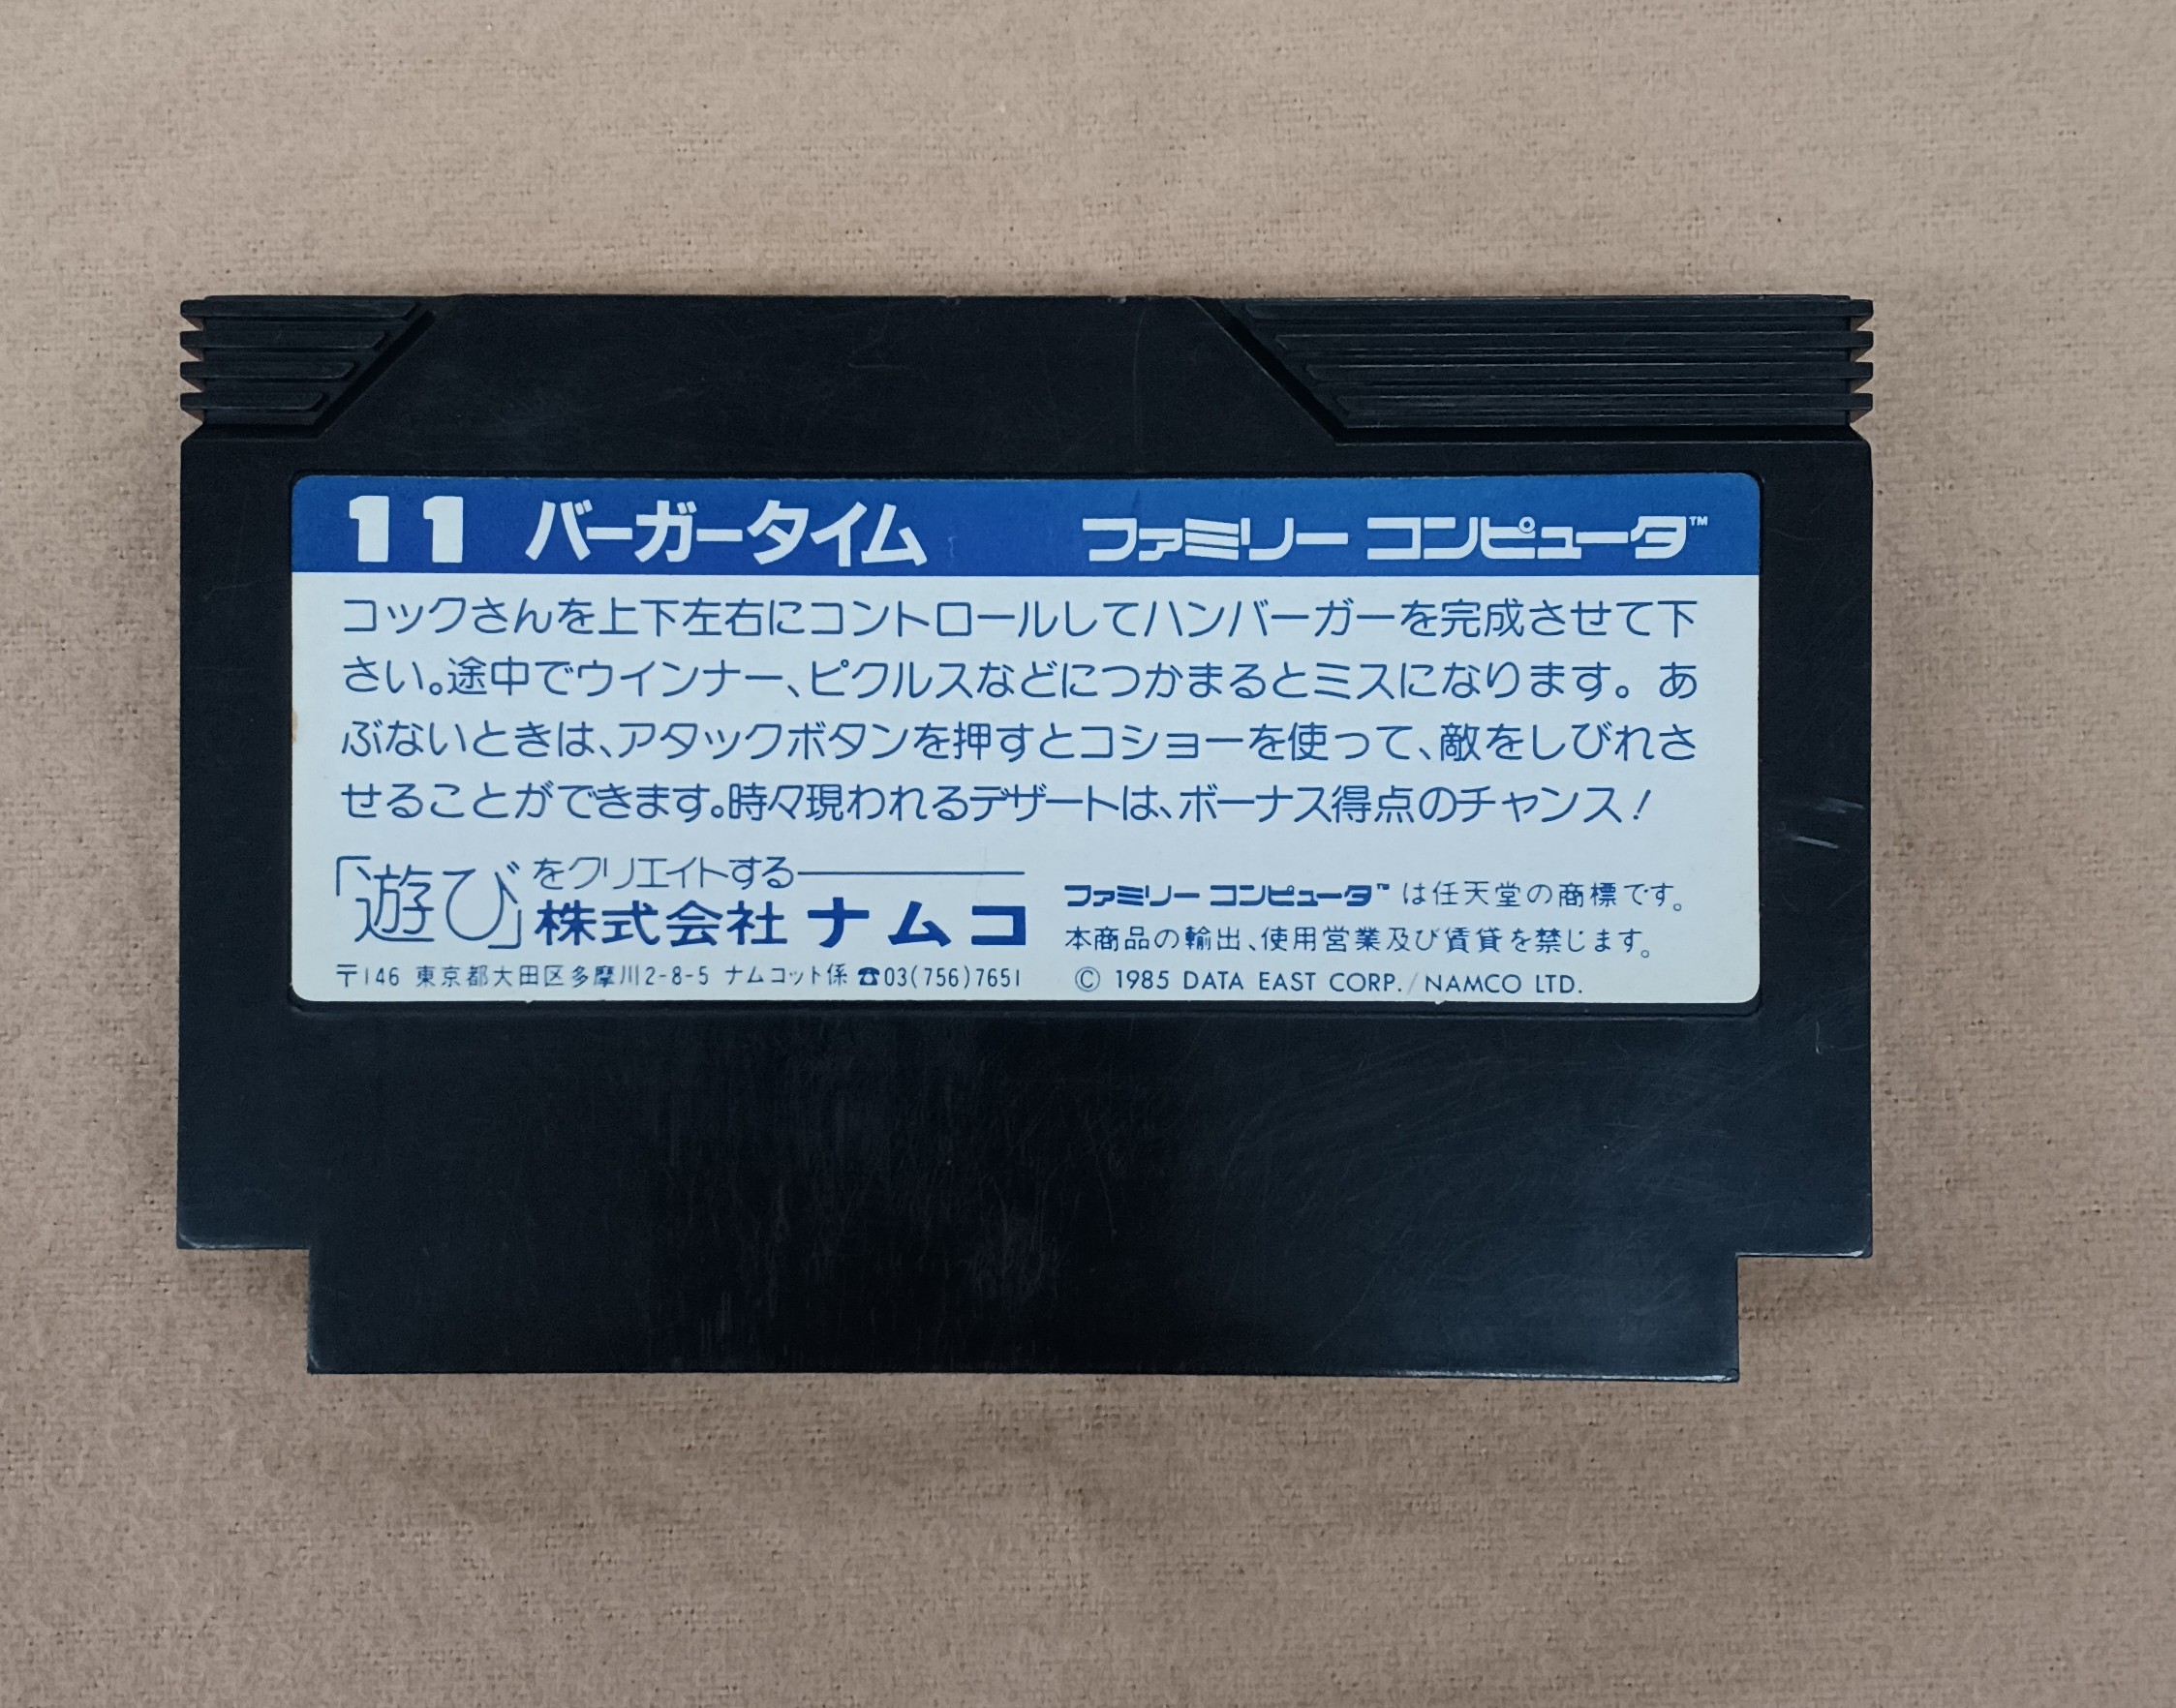 11 バーガータイム ファミリー コンピュータ™
コックさんを上下左右にコントロールしてハンバーガーを完成させて下
さい。途中でウインナー、ピクルスなどにつかまるとミスになります。あ
ぶないときは、アタックボタンを押すとコショーを使って、敵をしびれさ
せることができます。時々現われるデザートは、ボーナス得点のチャンス!
「遊び」をクリエイトする
株式会社 ナムコ
〒146 東京都大田区多摩川2-8-5 ナムコット係 ☎03(756)7651
ファミリー コンピュータ™ は任天堂の商標です。
本商品の輸出、使用営業及び賃貸を禁じます。
© 1985 DATA EAST CORP./NAMCO LTD.